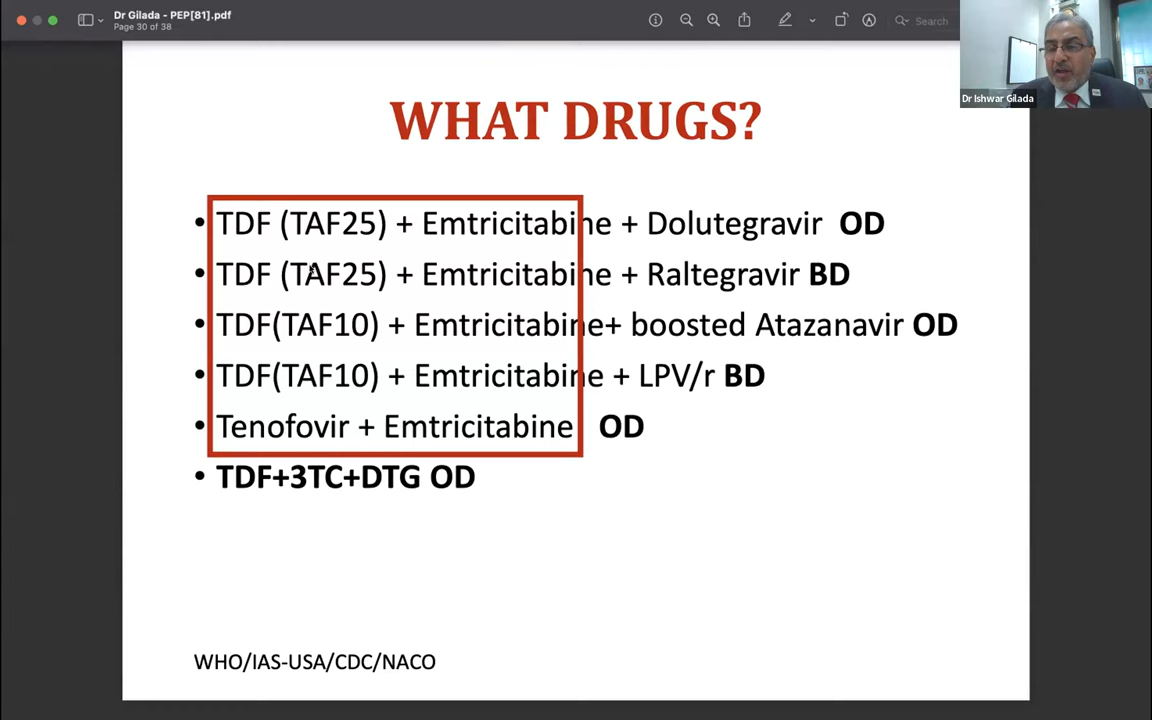 Dr Gilada - PEP[81].pdf
Page 30 of 38
Search
Dr Ishwar Gilada
WHAT DRUGS?
• TDF (TAF25) + Emtricitabine + Dolutegravir OD
• TDF (TAF25) + Emtricitabine + Raltegravir BD
• TDF(TAF10) + Emtricitabine+ boosted Atazanavir OD
• TDF(TAF10) + Emtricitabine + LPV/r BD
• Tenofovir + Emtricitabine OD
• TDF+3TC+DTG OD
WHO/IAS-USA/CDC/NACO